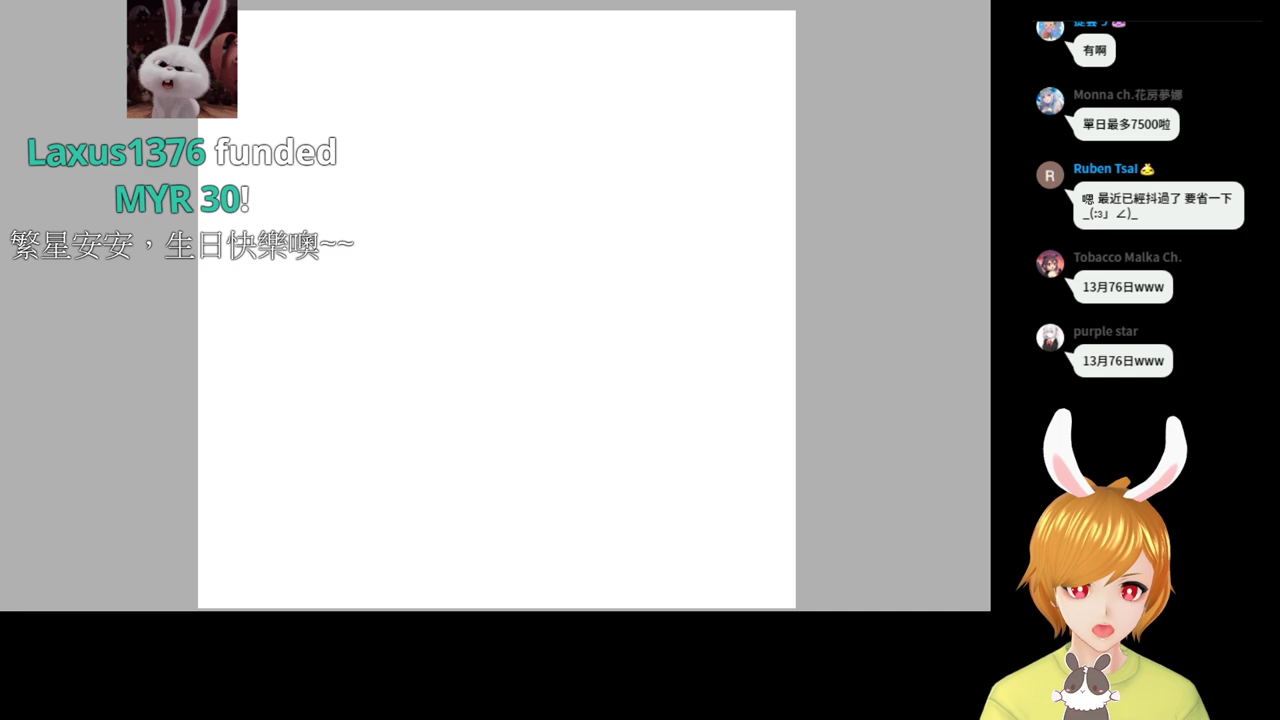 Laxus1376 funded
MYR 30!
繁星安安，生日快樂噢~~
有啊
Monna ch.花房夢娜
單日最多7500啦
Ruben Tsai
R
嗯 最近已經抖過了 要省一下
_(:3」∠)_
Tobacco Malka Ch.
13月76日www
purple star
13月76日www